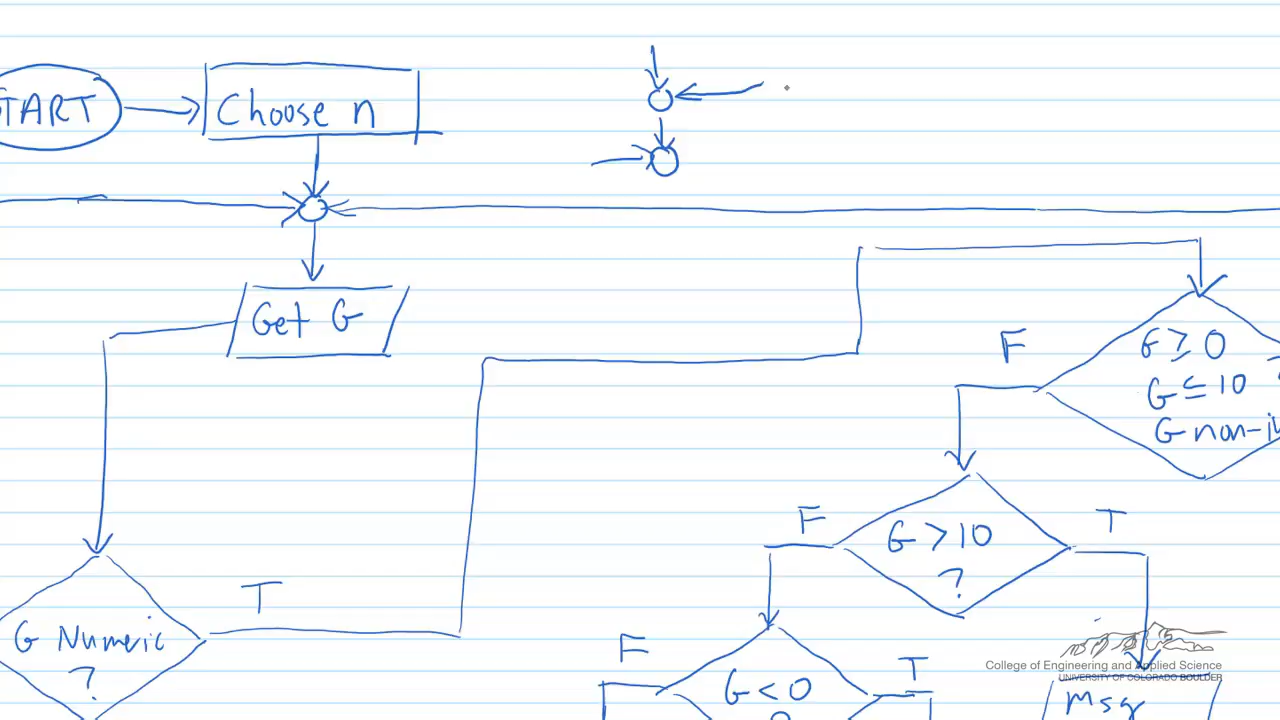 START
Choose n
Get G
F
G ≥ 0
G ≤ 10
G non-
F
G > 10
?
T
T
G Numeric
?
F
G < 0
?
T
College of Engineering and Applied Science
UNIVERSITY OF COLORADO BOULDER
Msg